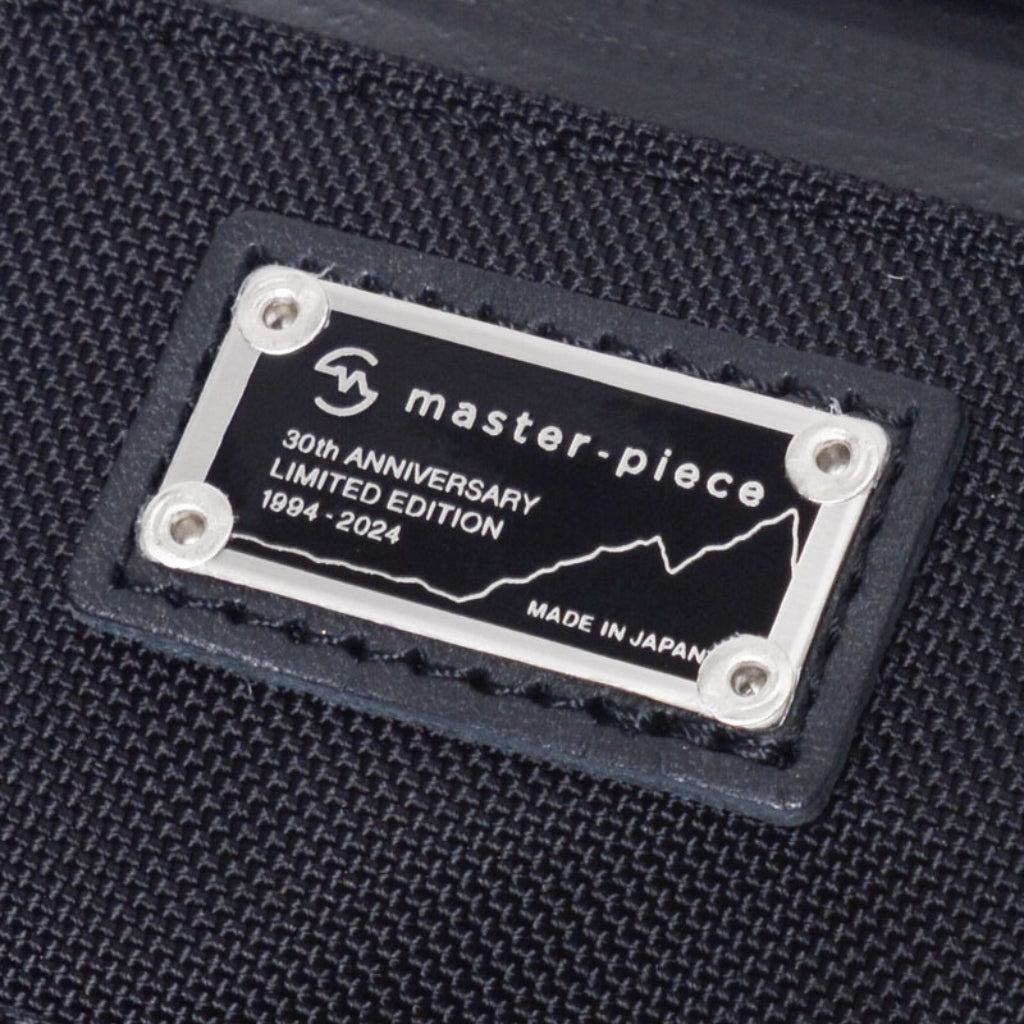 master-piece
30th ANNIVERSARY
LIMITED EDITION
1994-2024
MADE IN JAPAN